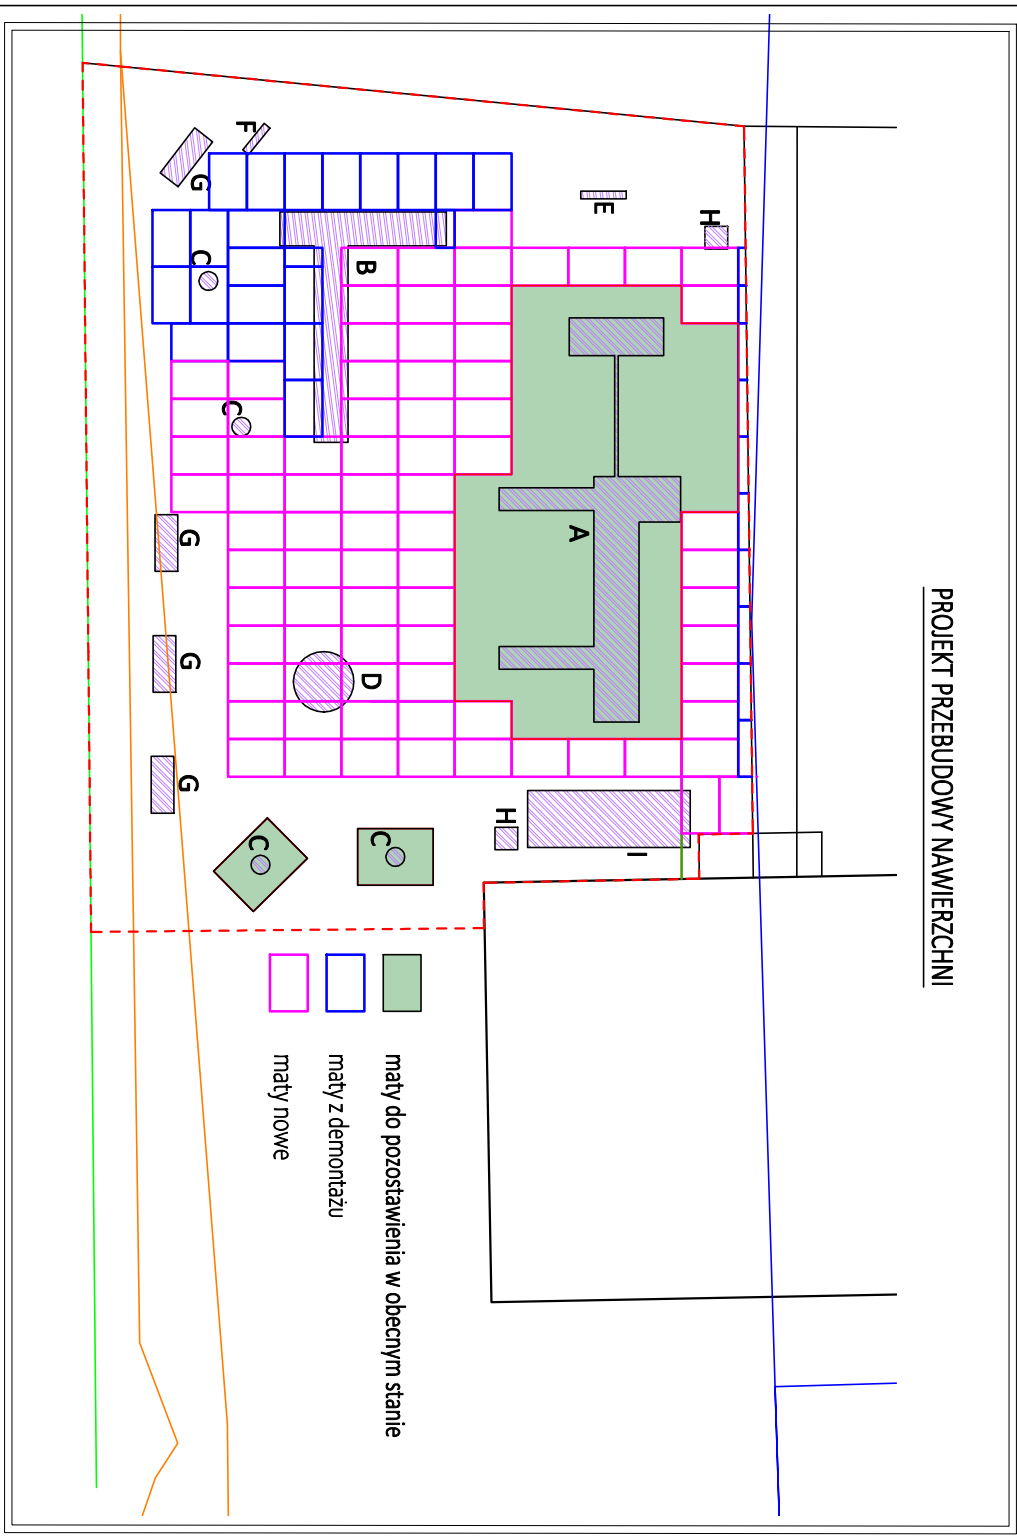 PROJEKT PRZEBUDOWY NAWIERZCHNI
H
E
F
G
B
C
C
A
G
G
D
G
H
I
C
C
maty do pozostawienia w obecnym stanie
maty z demontażu
maty nowe